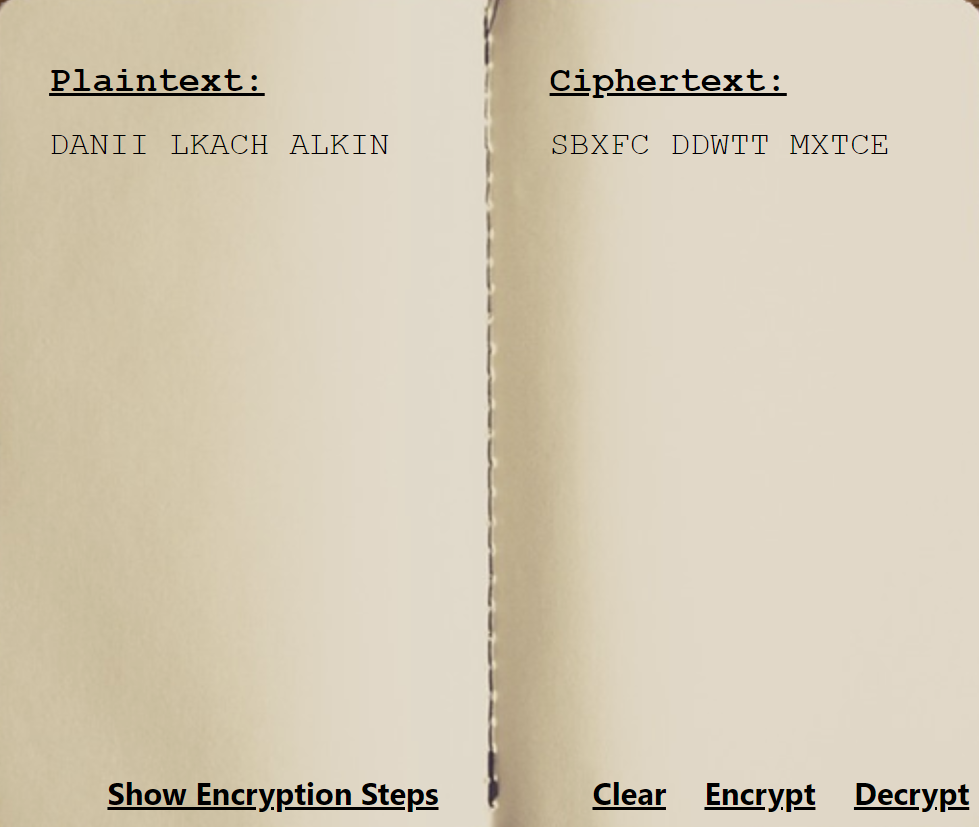 Plaintext:
DANII LKACH ALKIN
Ciphertext:
SBXFC DDWTT MXTCE
Show Encryption Steps
Clear Encrypt Decrypt